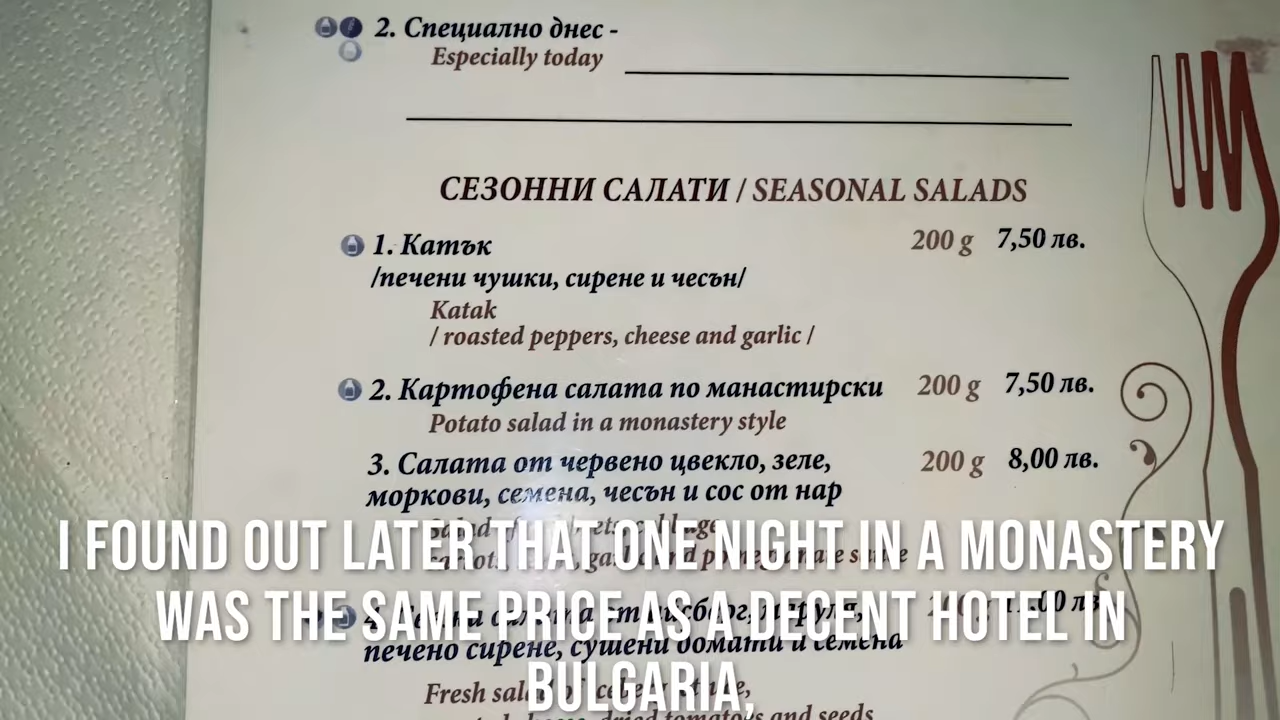 2. Специално днес -
Especially today
СЕЗОННИ САЛАТИ / SEASONAL SALADS
1. Катък 200 g 7,50 лв.
/печени чушки, сирене и чесън/
Katak
/ roasted peppers, cheese and garlic /
2. Картофена салата по манастирски 200 g 7,50 лв.
Potato salad in a monastery style
3. Салата от червено цвекло, зеле, 200 g 8,00 лв.
моркови, семена, чесън и сос от нар
I FOUND OUT LATER THAT ONE NIGHT IN A MONASTERY
WAS THE SAME PRICE AS A DECENT HOTEL IN
BULGARIA,
печено сирене, сушени домати и семена
Fresh
dried tomatoes and seeds